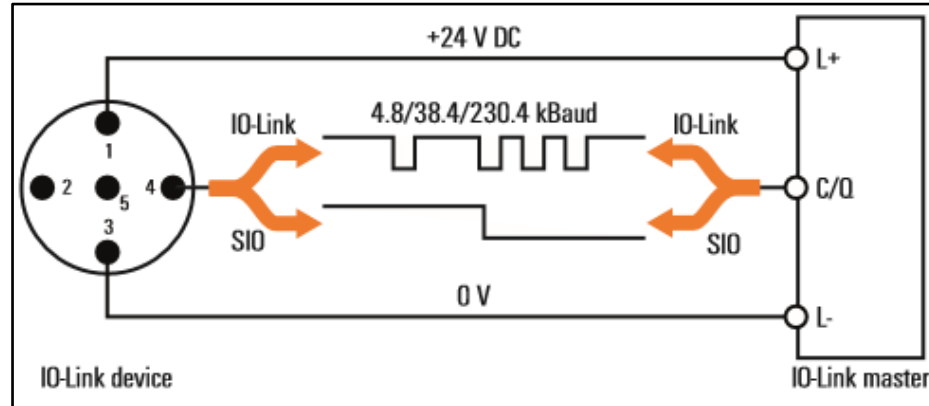 +24 V DC
L+
IO-Link
4.8/38.4/230.4 kBaud
IO-Link
1
2
5
4
C/Q
3
SIO
SIO
0 V
L-
IO-Link device
IO-Link master